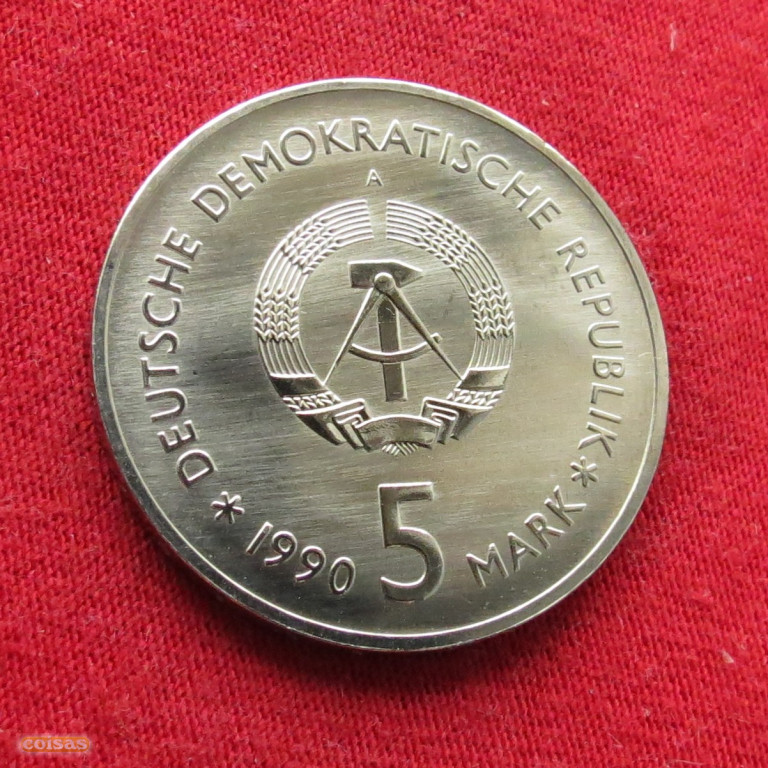 DEUTSCHE DEMOKRATISCHE REPUBLIK
A
* 1990 5 MARK *
coisas